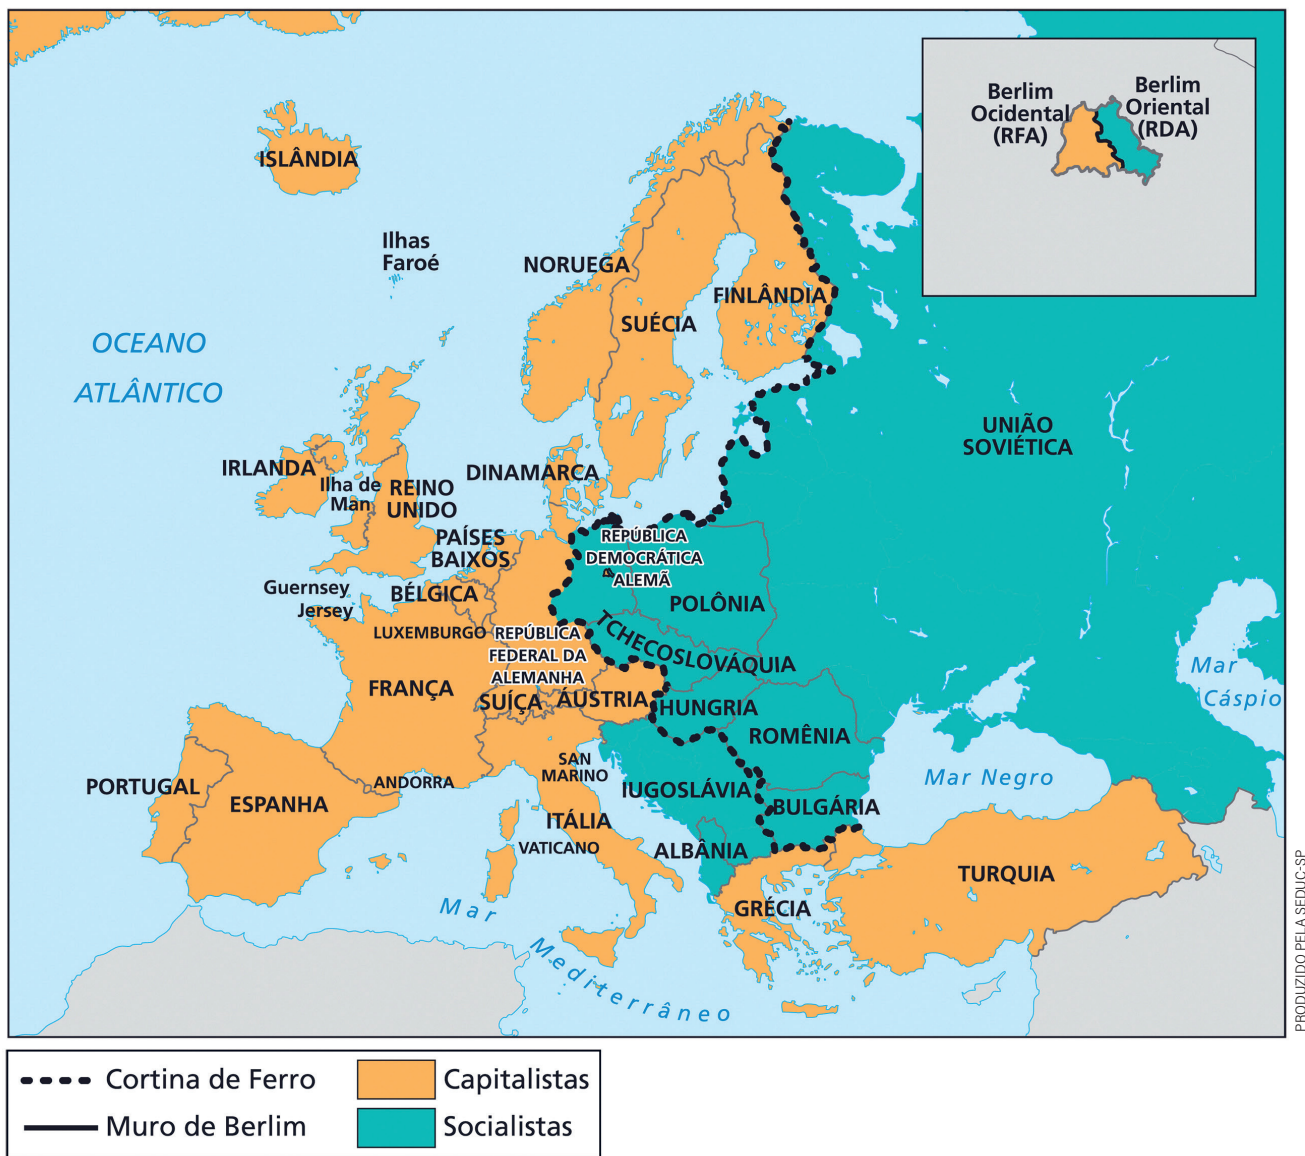 Berlim
Ocidental
(RFA)
Berlim
Oriental
(RDA)
ISLÂNDIA
Ilhas
Faroé
NORUEGA
FINLÂNDIA
SUÉCIA
OCEANO
ATLÂNTICO
UNIÃO
SOVIÉTICA
IRLANDA
Ilha de
Man
REINO
UNIDO
DINAMARCA
PAÍSES
BAIXOS
REPÚBLICA
DEMOCRÁTICA
ALEMÃ
Guernsey
Jersey
BÉLGICA
POLÔNIA
LUXEMBURGO
REPÚBLICA
FEDERAL DA
ALEMANHA
TCHECOSLOVÁQUIA
FRANÇA
SUÍÇA
ÁUSTRIA
HUNGRIA
ROMÊNIA
Mar
Cáspio
SAN
MARINO
Mar Negro
PORTUGAL
ESPANHA
ANDORRA
IUGOSLÁVIA
BULGÁRIA
ITÁLIA
VATICANO
ALBÂNIA
TURQUIA
GRÉCIA
Mar
Mediterrâneo
PRODUZIDO PELA SEDUC-SP
Cortina de Ferro
Capitalistas
Muro de Berlim
Socialistas